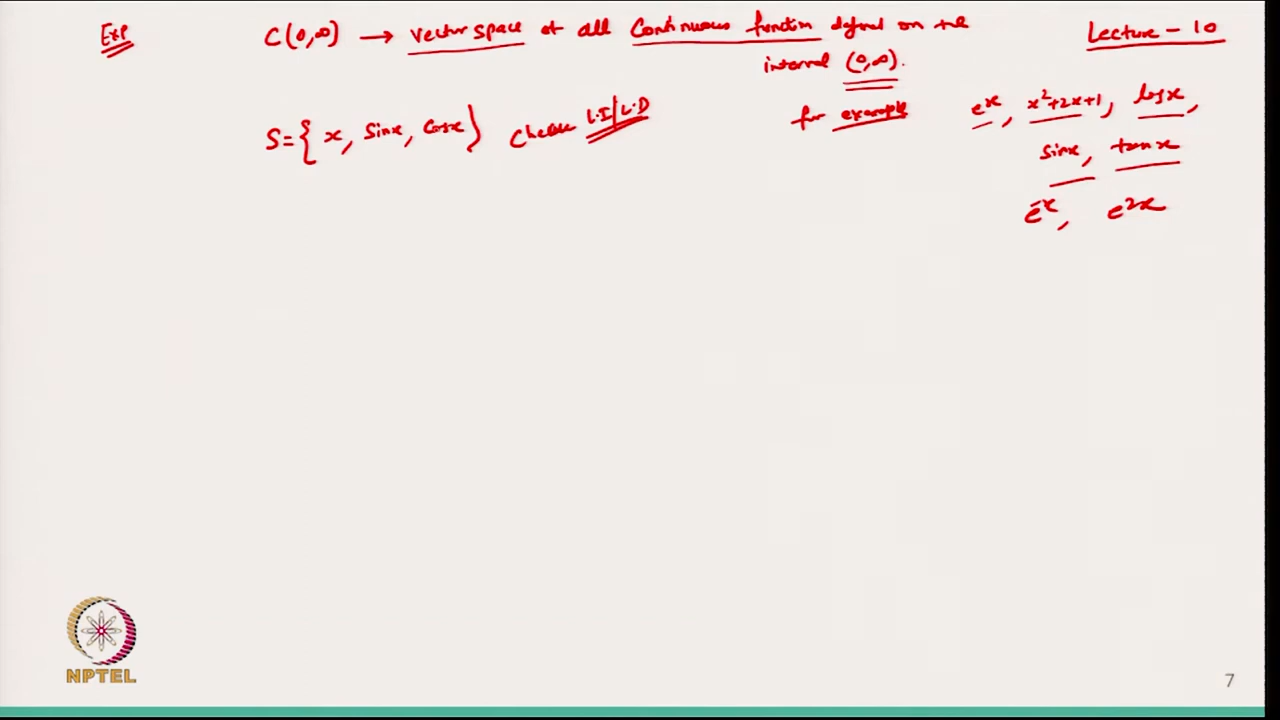 Exp C(0,∞) → vector space of all continuous function defined on the Lecture - 10
interval (0,∞).
S = { x, sinx, cosx } Check L.I/L.D for example e^x, x²+2x+1, logx,
sinx, tanx
e^-x, e^2x
NPTEL
7